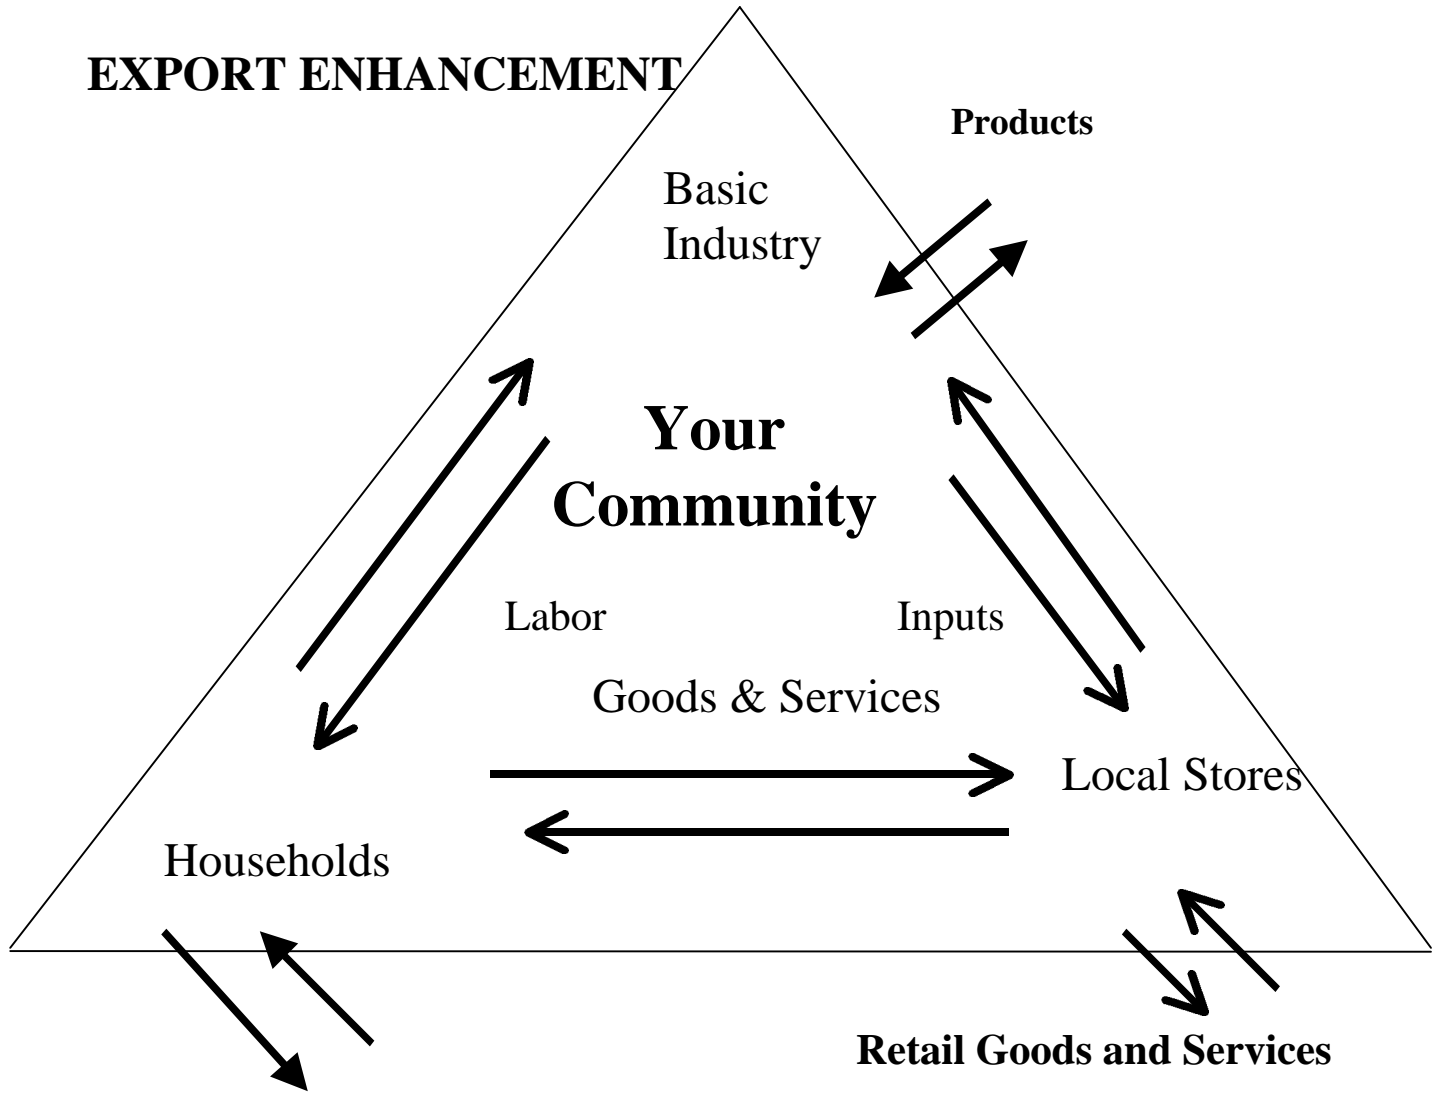 EXPORT ENHANCEMENT
Products
Basic
Industry
Your
Community
Labor
Inputs
Goods & Services
Local Stores
Households
Retail Goods and Services